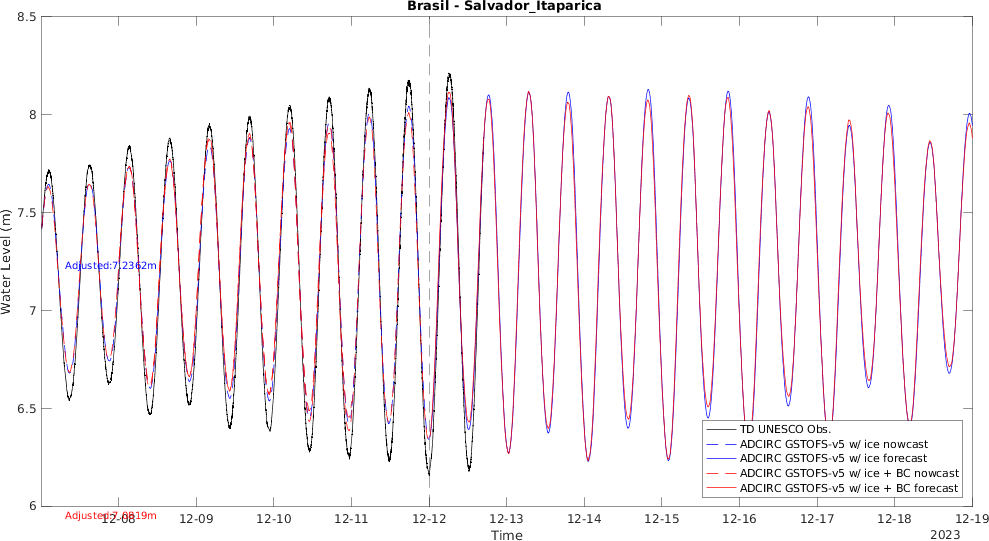 Brasil - Salvador_Itaparica
8.5
8
7.5
7
6.5
6
Water Level (m)
Adjusted:7.2362m
TD UNESCO Obs.
ADCIRC GSTOFS-v5 w/ ice nowcast
ADCIRC GSTOFS-v5 w/ ice forecast
ADCIRC GSTOFS-v5 w/ ice + BC nowcast
ADCIRC GSTOFS-v5 w/ ice + BC forecast
12-08 12-09 12-10 12-11 12-12 12-13 12-14 12-15 12-16 12-17 12-18 12-19
Time
2023